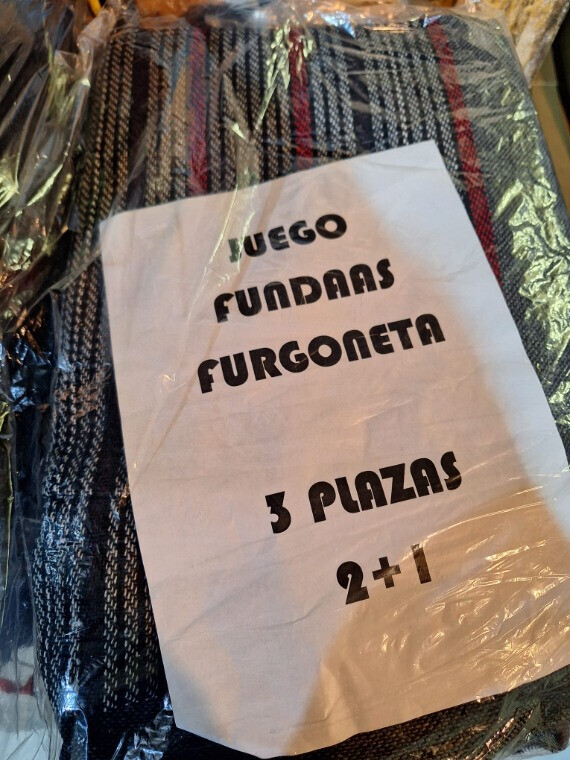 JUEGO
FUNDAAS
FURGONETA
3 PLAZAS
2+1